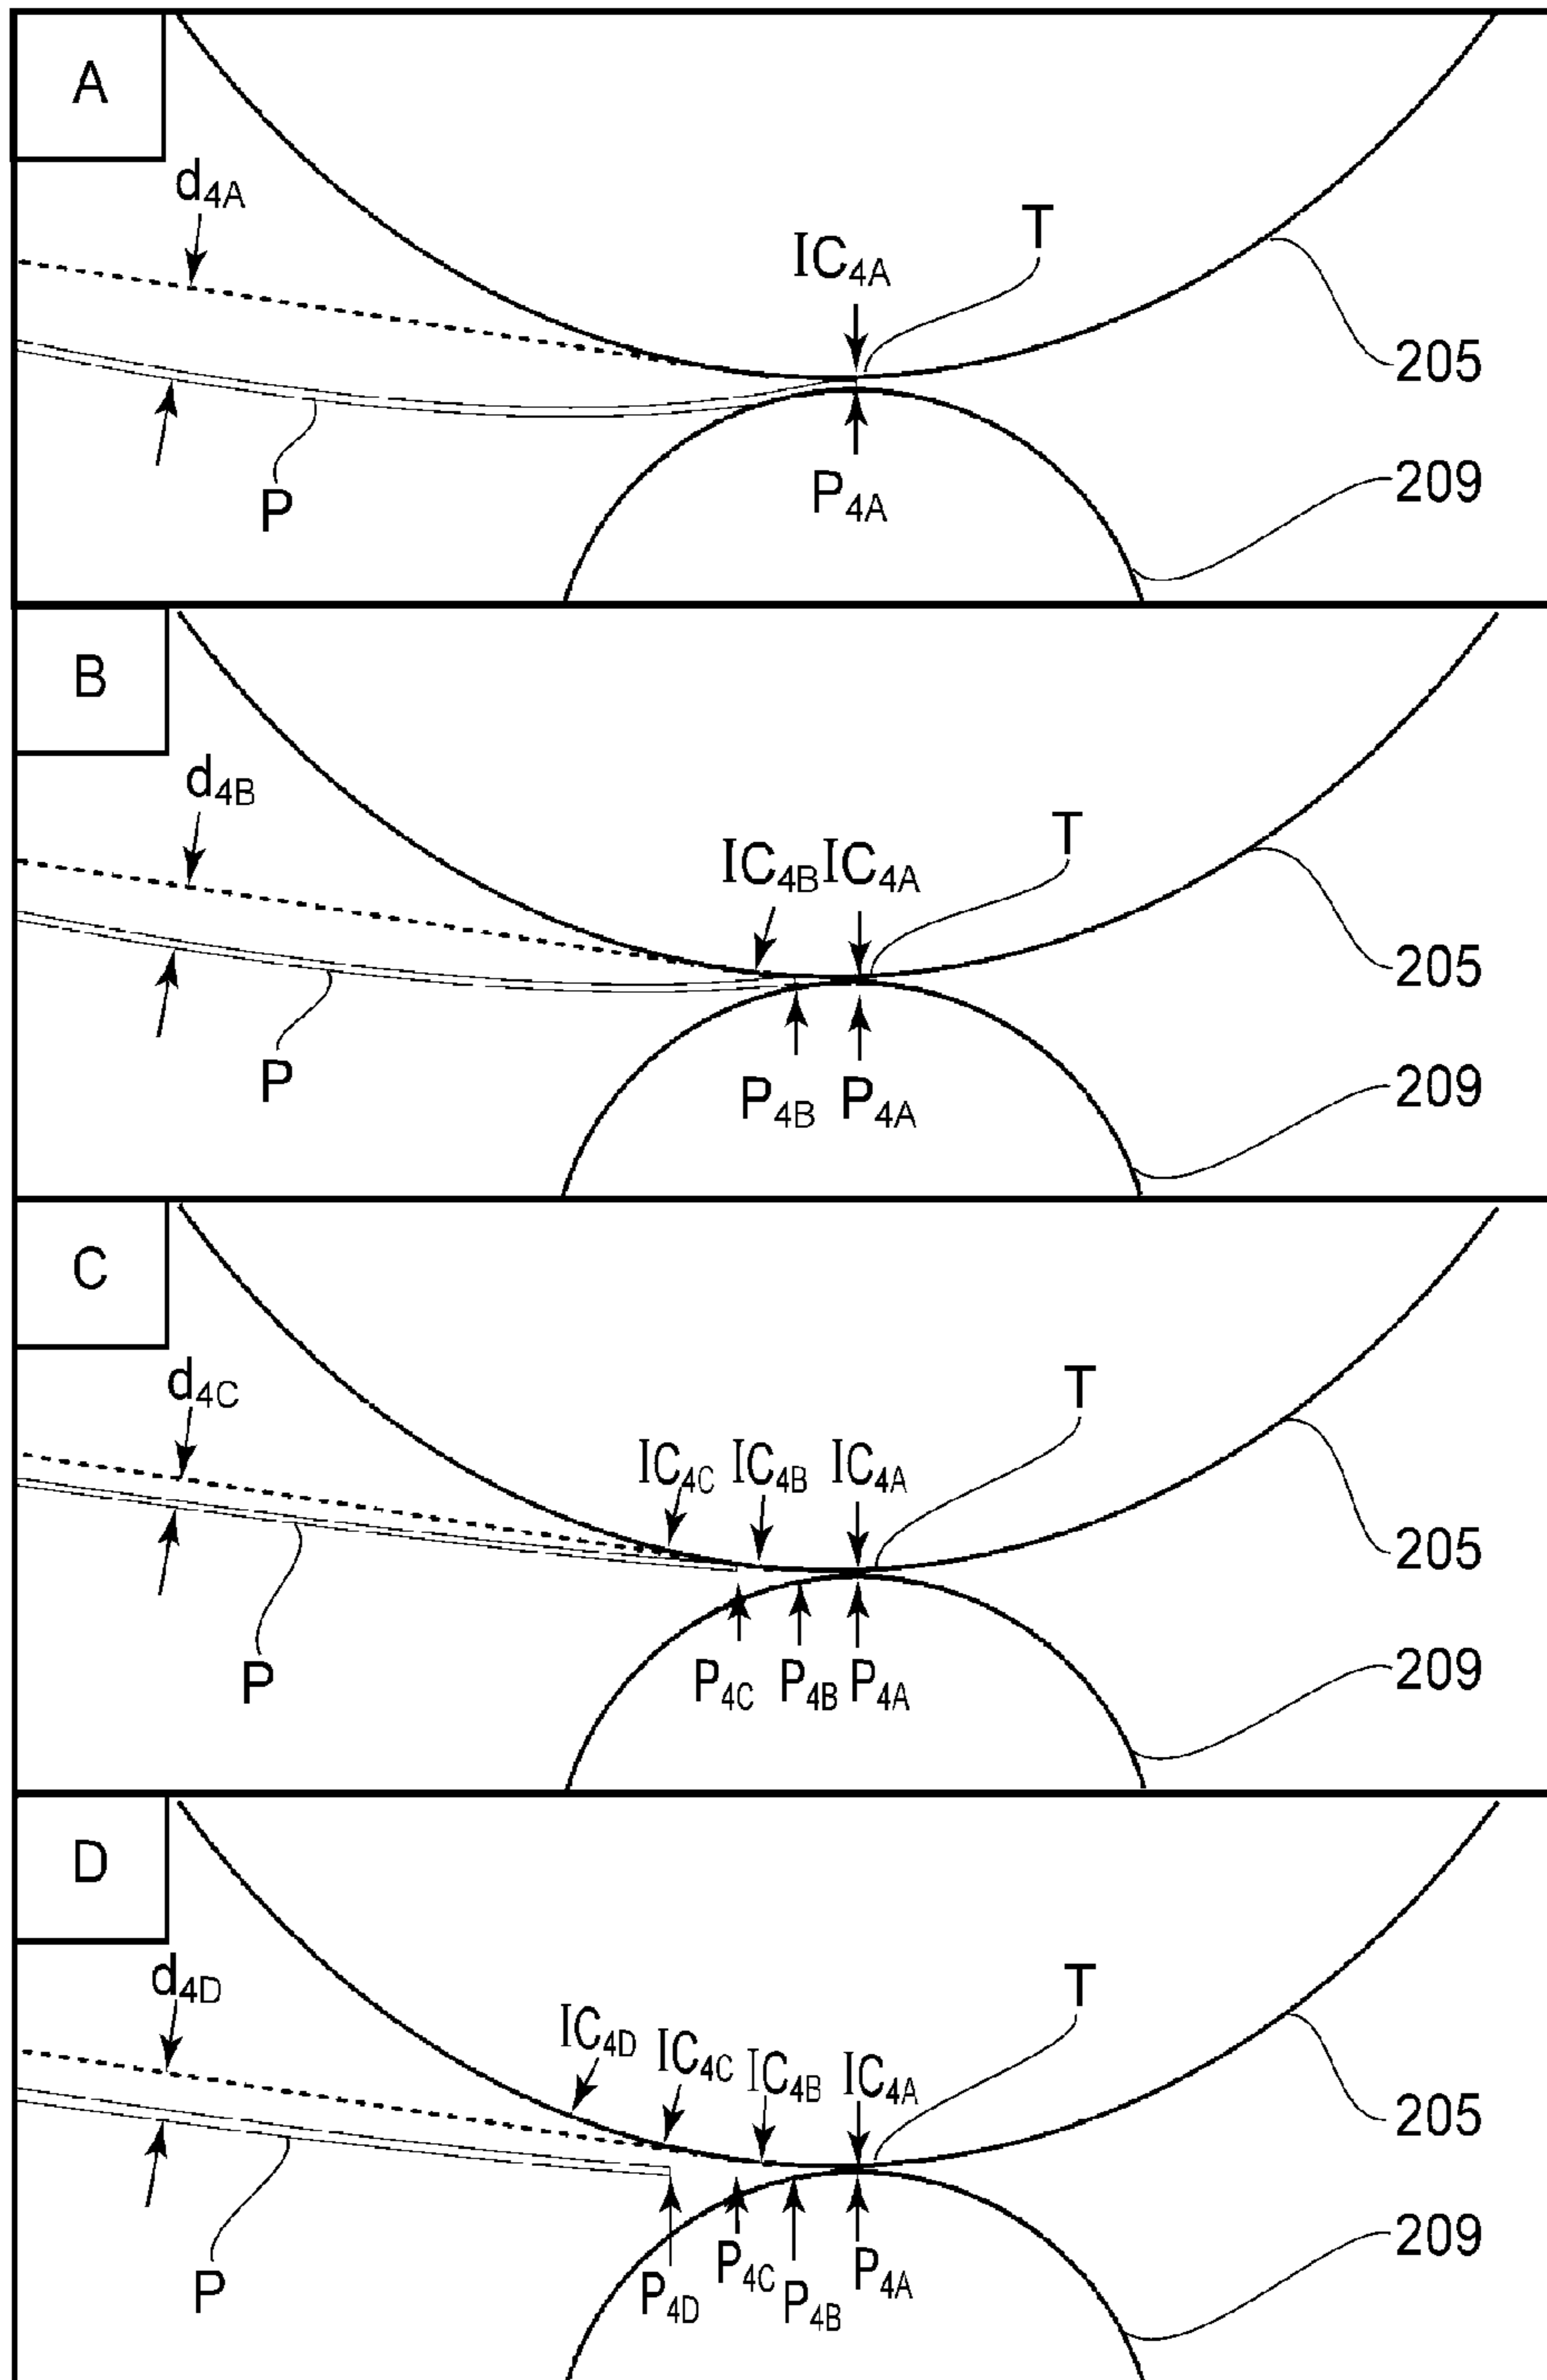 A
d4A
T
IC4A
205
209
P4A
P
B
d4B
T
IC4B IC4A
205
P
209
P4B P4A
C
d4C
T
IC4C IC4B IC4A
205
P
P4C P4B P4A
209
D
d4D
T
IC4D IC4C IC4B IC4A
205
209
P
P4D P4C P4B P4A